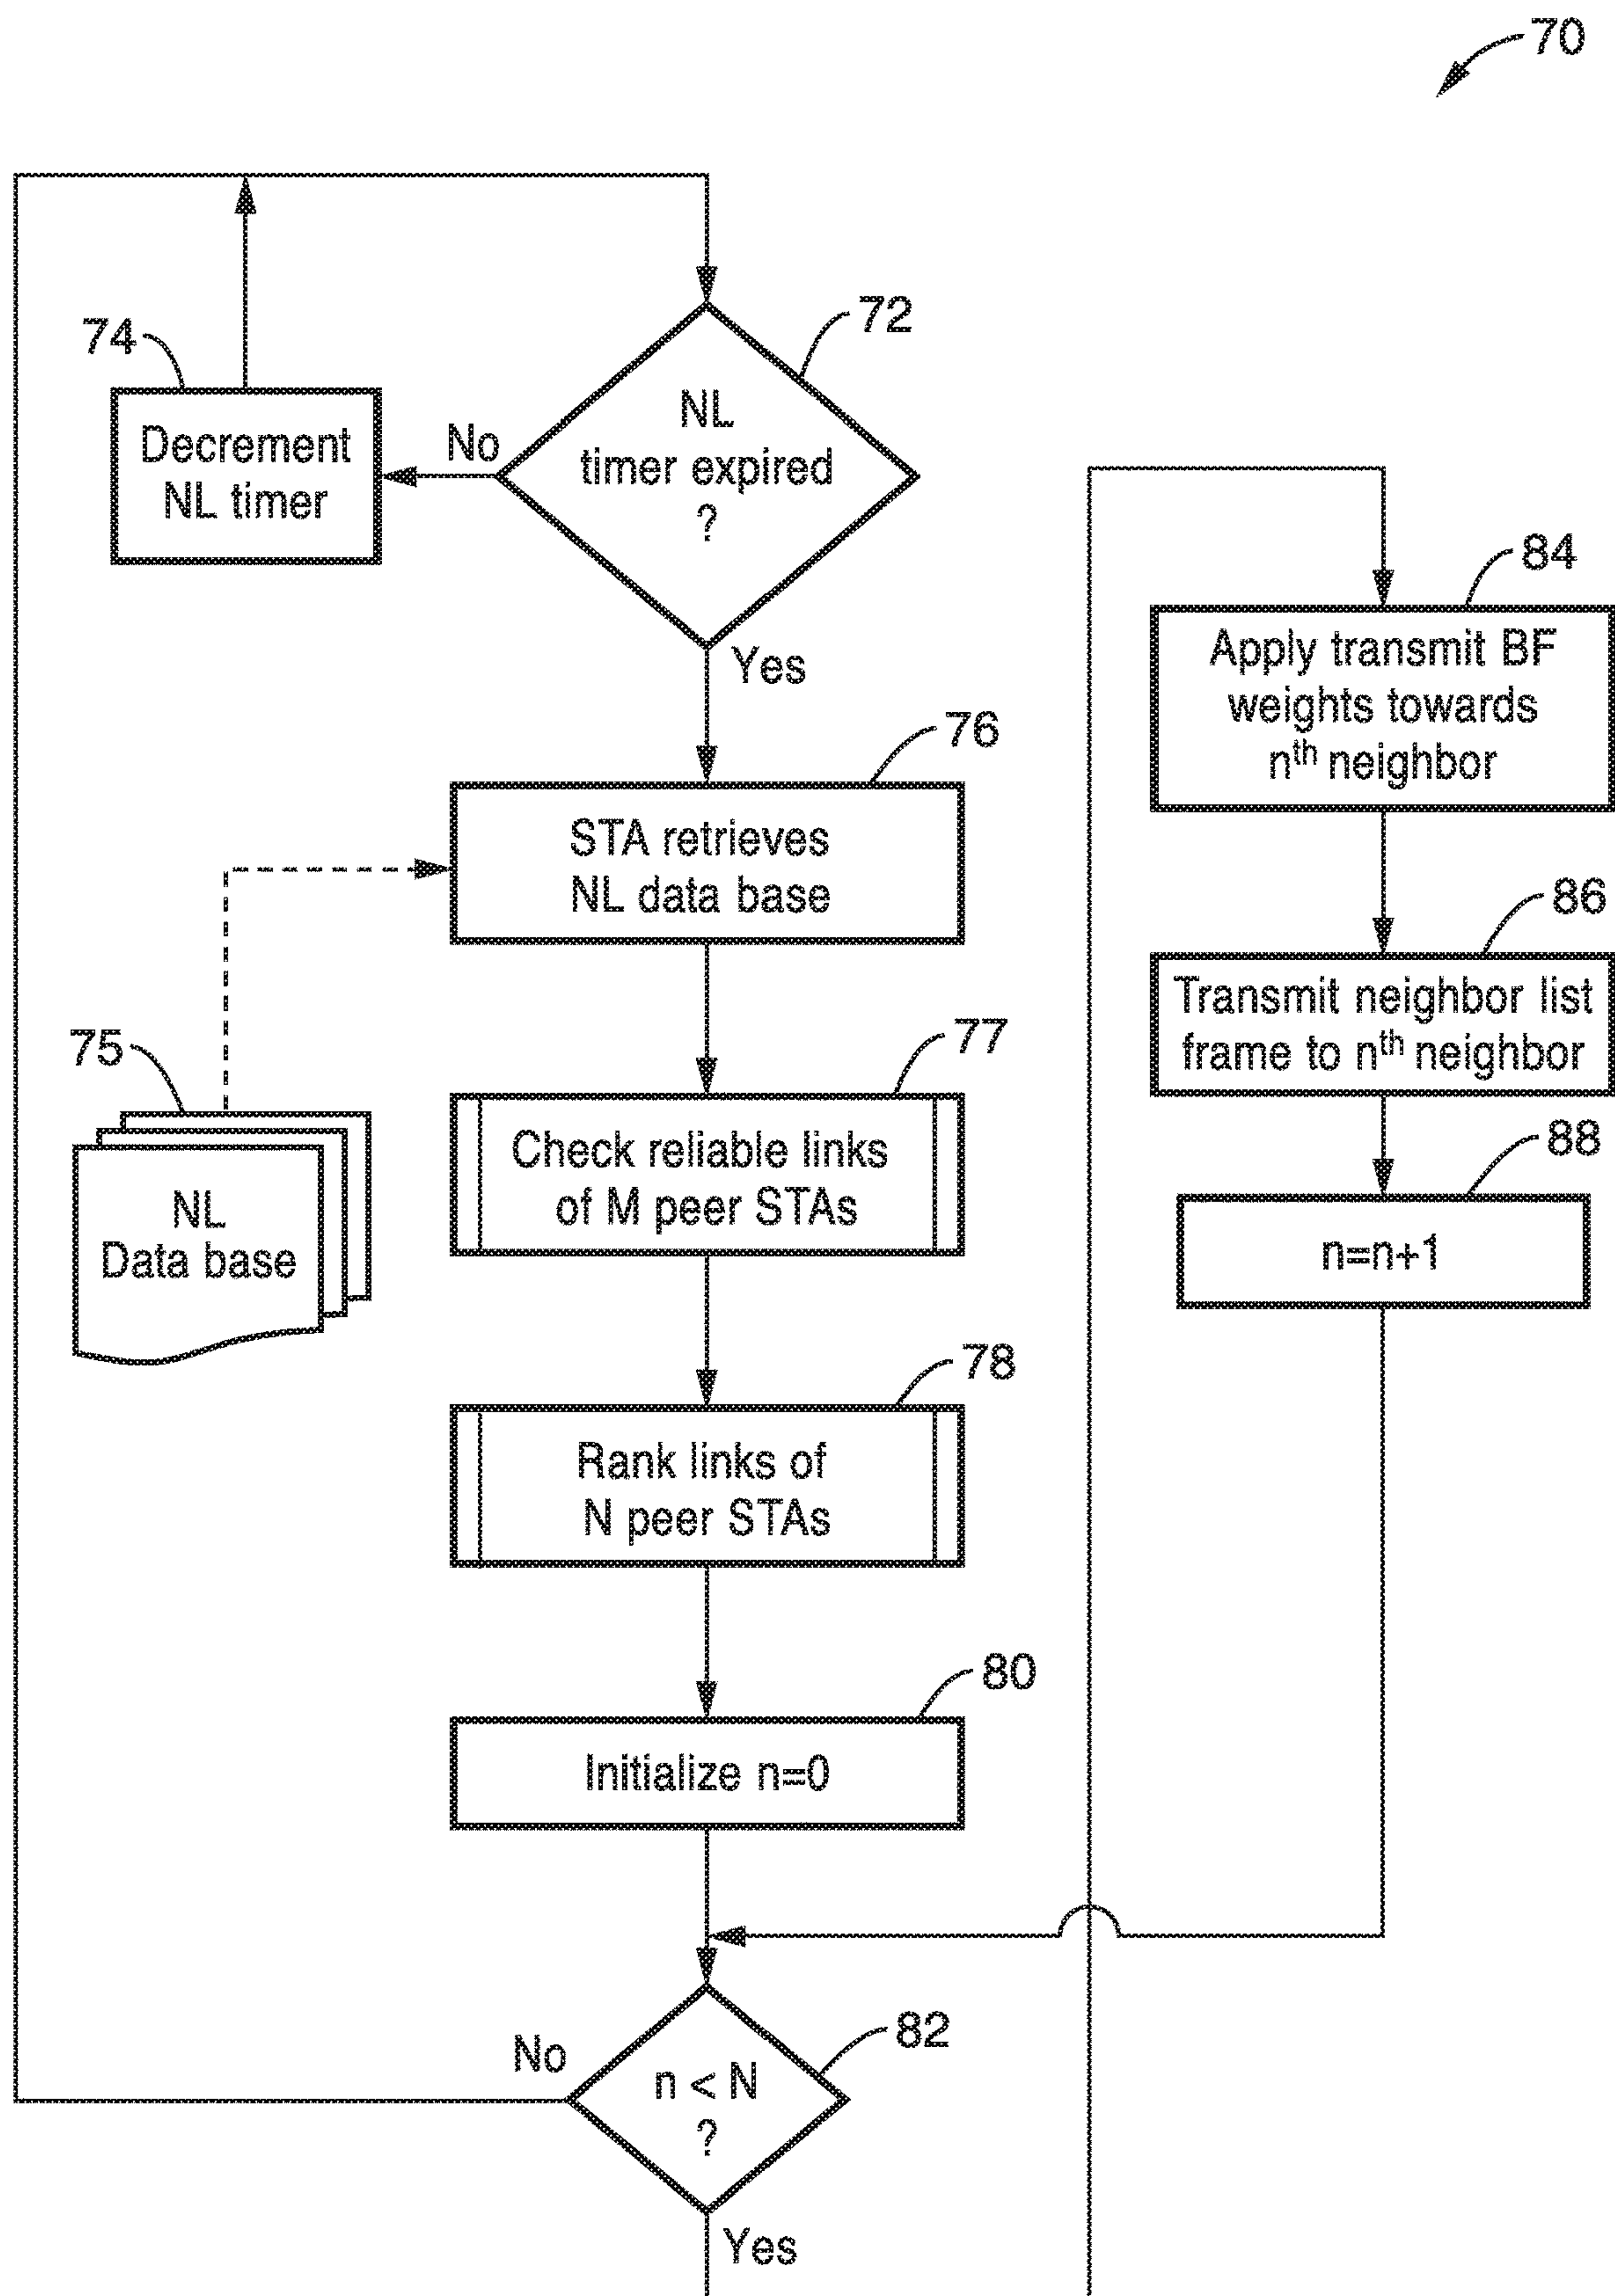 70
72
NL
timer expired
?
74
Decrement
NL timer
No
Yes
76
STA retrieves
NL data base
75
NL
Data base
77
Check reliable links
of M peer STAs
78
Rank links of
N peer STAs
80
Initialize n=0
82
n < N
?
No
Yes
84
Apply transmit BF
weights towards
nth neighbor
86
Transmit neighbor list
frame to nth neighbor
88
n=n+1